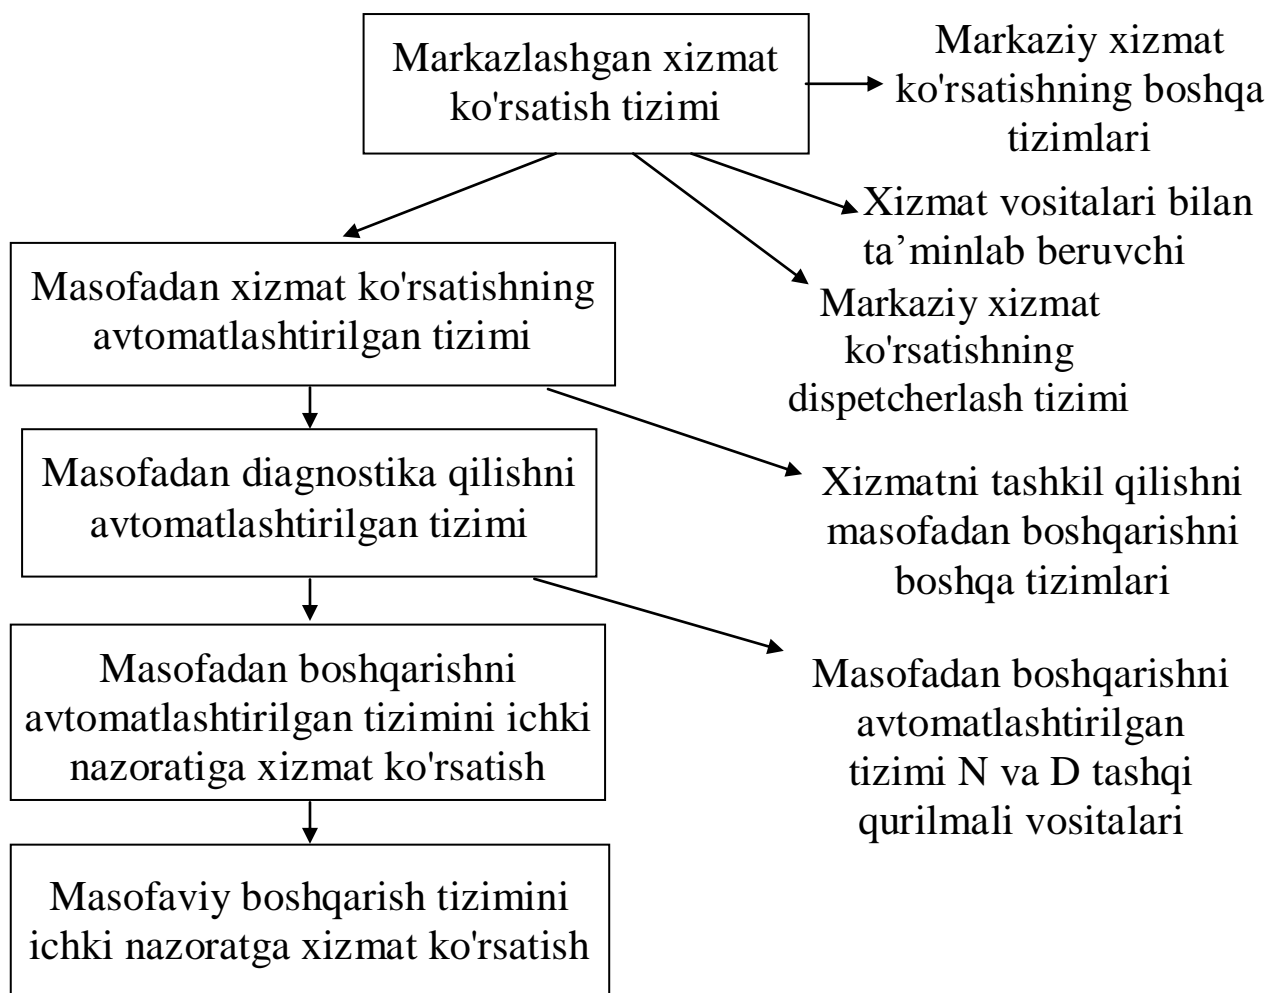 Markazlashgan xizmat
ko'rsatish tizimi
Markaziy xizmat
ko'rsatishning boshqa
tizimlari
Xizmat vositalari bilan
ta’minlab beruvchi
Markaziy xizmat
ko'rsatishning
dispetcherlash tizimi
Masofadan xizmat ko'rsatishning
avtomatlashtirilgan tizimi
Masofadan diagnostika qilishni
avtomatlashtirilgan tizimi
Xizmatni tashkil qilishni
masofadan boshqarishni
boshqa tizimlari
Masofadan boshqarishni
avtomatlashtirilgan tizimini ichki
nazoratiga xizmat ko'rsatish
Masofadan boshqarishni
avtomatlashtirilgan
tizimi N va D tashqi
qurilmali vositalari
Masofaviy boshqarish tizimini
ichki nazoratga xizmat ko'rsatish